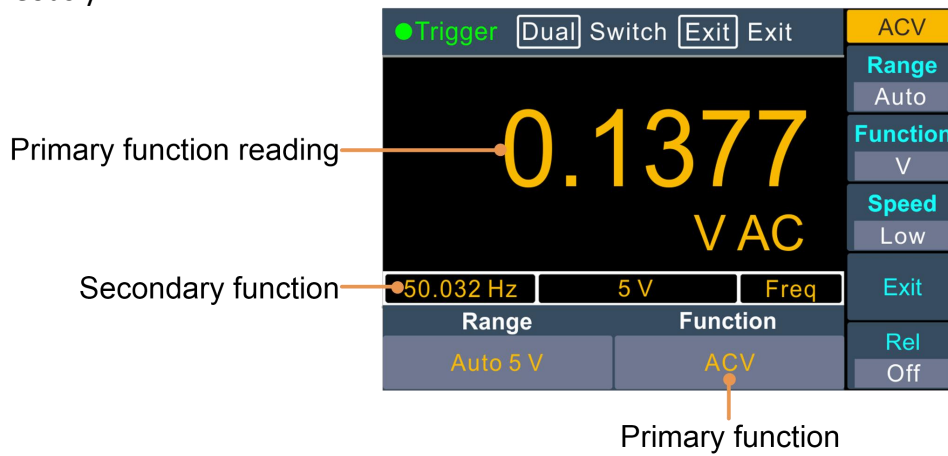 ●Trigger Dual Switch Exit Exit
ACV
Range
Auto
Function
V
Speed
Low
Exit
Rel
Off
Primary function reading
0.1377
V AC
Secondary function
50.032 Hz 5 V Freq
Range Function
Auto 5 V ACV
Primary function